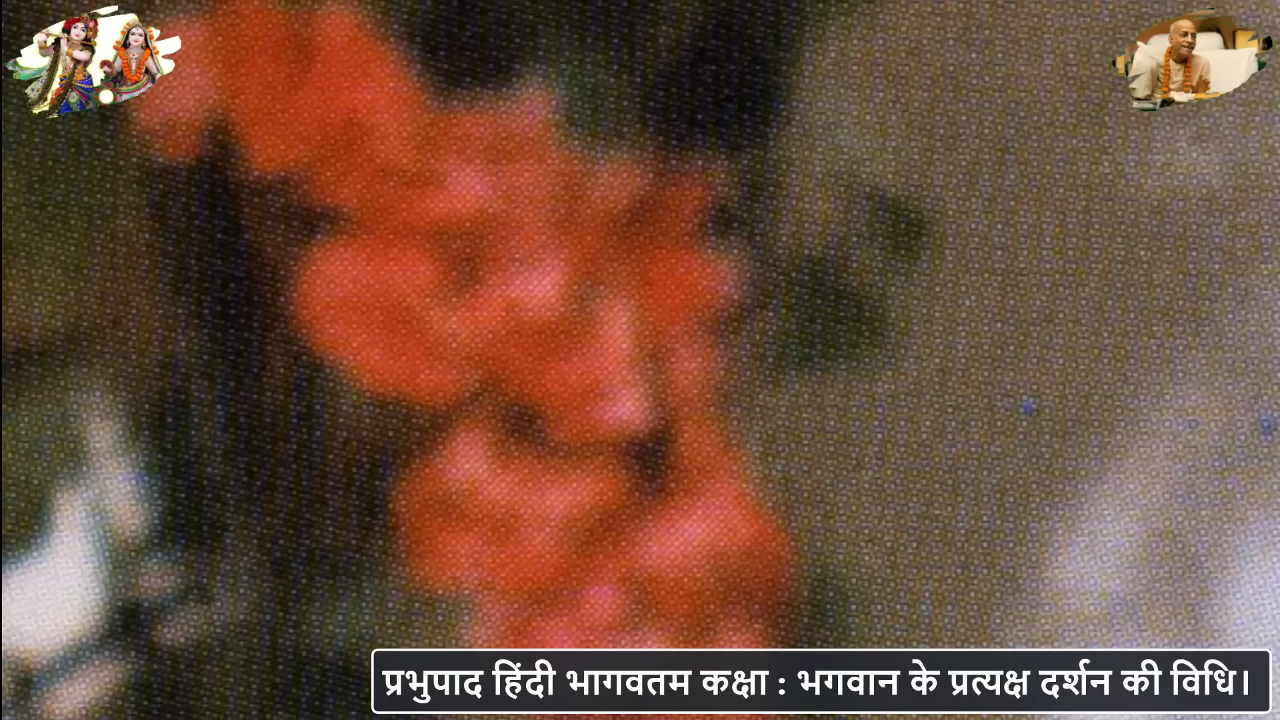 प्रभुपाद हिंदी भागवतम कक्षा : भगवान के प्रत्यक्ष दर्शन की विधि।